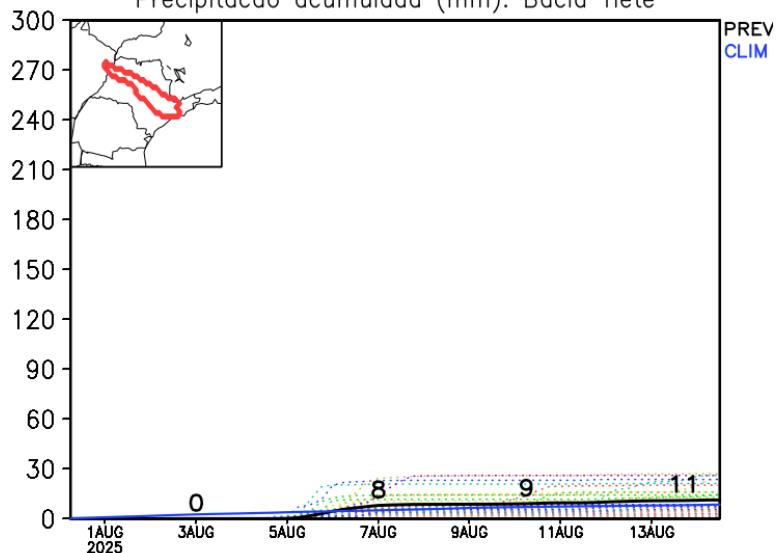 Precipitacao acumulada (mm): Bacia Tiete
300
270
240
210
180
150
120
90
60
30
0
PREV
CLIM
0
8
9
11
1AUG
2025
3AUG
5AUG
7AUG
9AUG
11AUG
13AUG